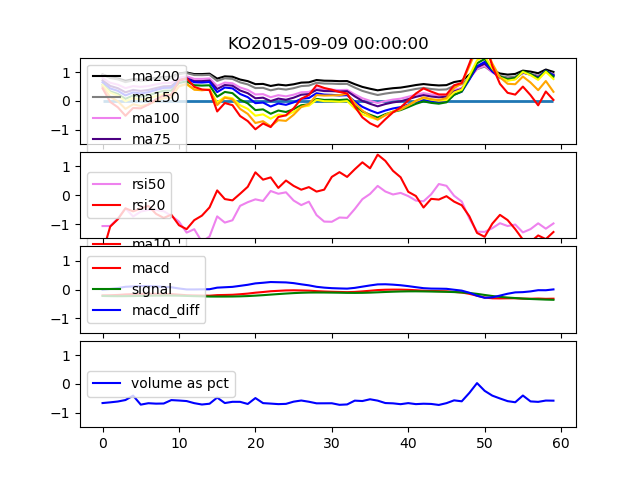 KO2015-09-09 00:00:00
1
0
−1
ma200
ma150
ma100
ma75
1
0
−1
rsi50
rsi20
ma10
1
0
−1
macd
signal
macd_diff
1
0
−1
volume as pct
0 10 20 30 40 50 60